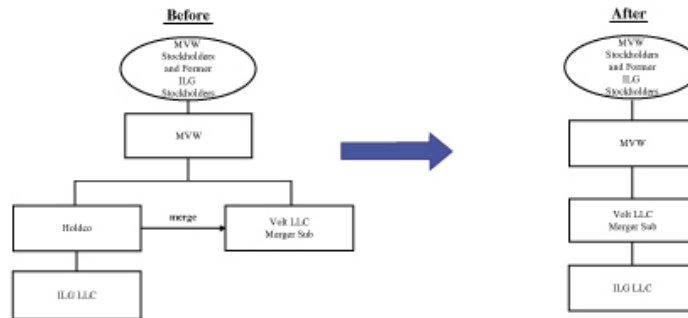 Before
MVW
Stockholders
and Former
ILG
Stockholders
MVW
Holdco
merge
Volt LLC
Merger Sub
ILG LLC
After
MVW
Stockholders
and Former
ILG
Stockholders
MVW
Volt LLC
Merger Sub
ILG LLC